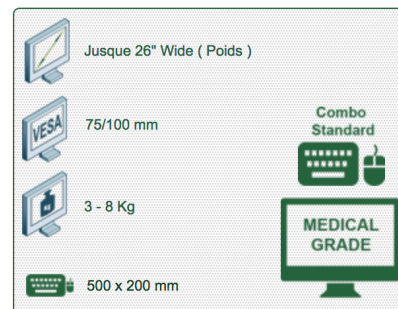 Jusque 26" Wide ( Poids )
VESA
75/100 mm
Combo
Standard
3 - 8 Kg
MEDICAL
GRADE
500 x 200 mm